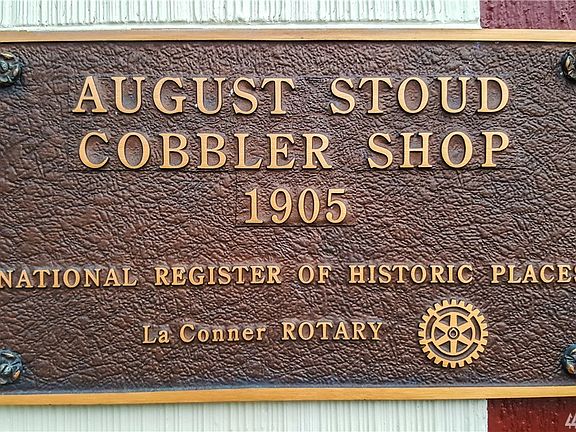 AUGUST STOUD
COBBLER SHOP
1905
NATIONAL REGISTER OF HISTORIC PLACES
La Conner ROTARY